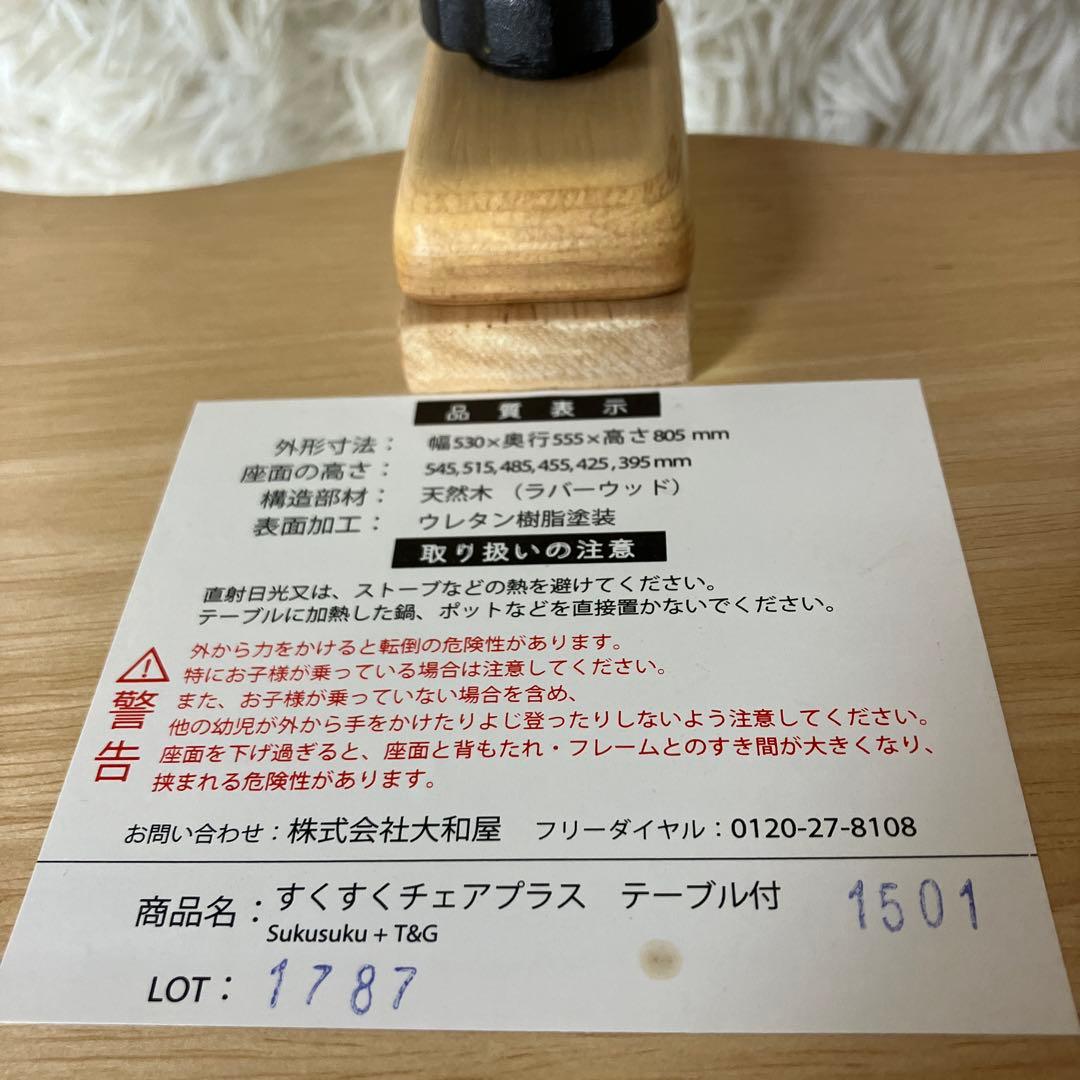 品質表示
外形寸法： 幅530×奥行555×高さ805 mm
座面の高さ： 545,515,485,455,425,395mm
構造部材： 天然木 （ラバーウッド）
表面加工： ウレタン樹脂塗装
取り扱いの注意
直射日光又は、ストーブなどの熱を避けてください。
テーブルに加熱した鍋、ポットなどを直接置かないでください。
警告
外から力をかけると転倒の危険性があります。
特にお子様が乗っている場合は注意してください。
また、お子様が乗っていない場合を含め、
他の幼児が外から手をかけたりよじ登ったりしないよう注意してください。
座面を下げ過ぎると、座面と背もたれ・フレームとのすき間が大きくなり、
挟まれる危険性があります。
お問い合わせ：株式会社大和屋 フリーダイヤル：0120-27-8108
商品名：すくすくチェアプラス テーブル付 1501
Sukusuku + T&G
LOT： 1787